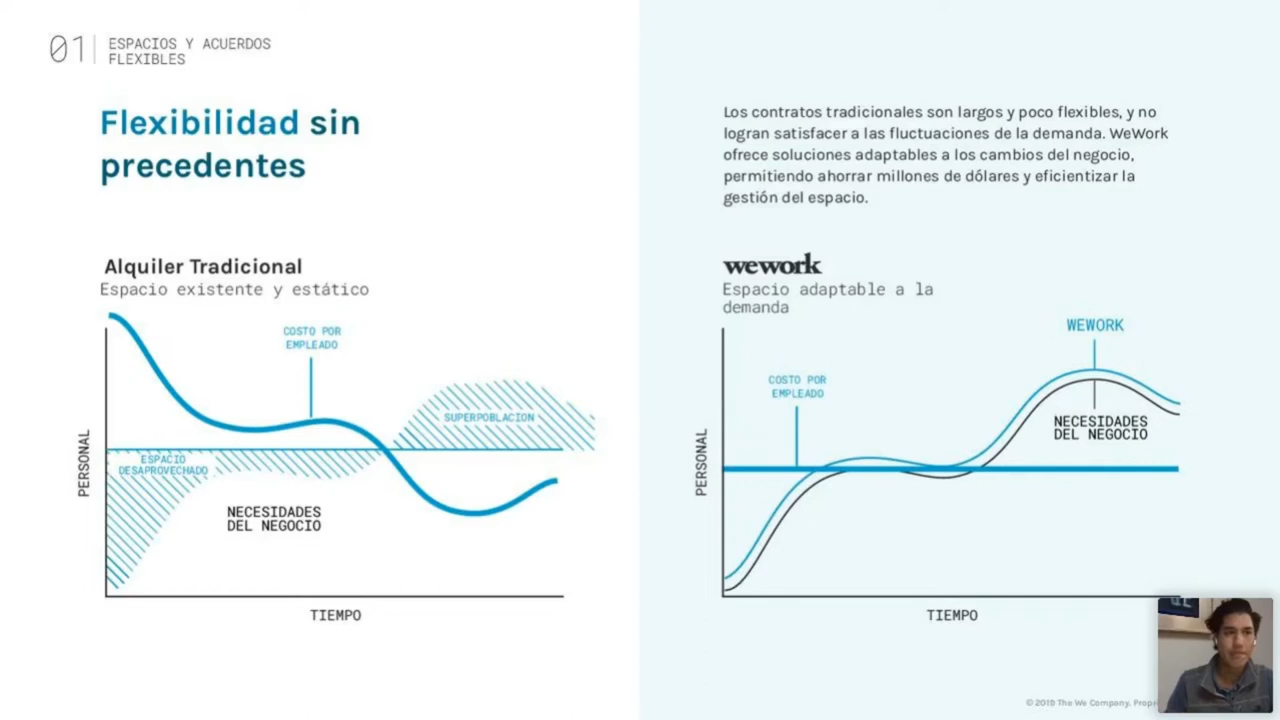 01
ESPACIOS Y ACUERDOS
FLEXIBLES
Flexibilidad sin
precedentes
Los contratos tradicionales son largos y poco flexibles, y no
logran satisfacer a las fluctuaciones de la demanda. WeWork
ofrece soluciones adaptables a los cambios del negocio,
permitiendo ahorrar millones de dólares y eficientizar la
gestión del espacio.
Alquiler Tradicional
Espacio existente y estático
COSTO POR
EMPLEADO
SUPERPOBLACION
ESPACIO
DESAPROVECHADO
NECESIDADES
DEL NEGOCIO
PERSONAL
TIEMPO
wework
Espacio adaptable a la
demanda
WEWORK
COSTO POR
EMPLEADO
NECESIDADES
DEL NEGOCIO
PERSONAL
TIEMPO
© 2019 The We Company.